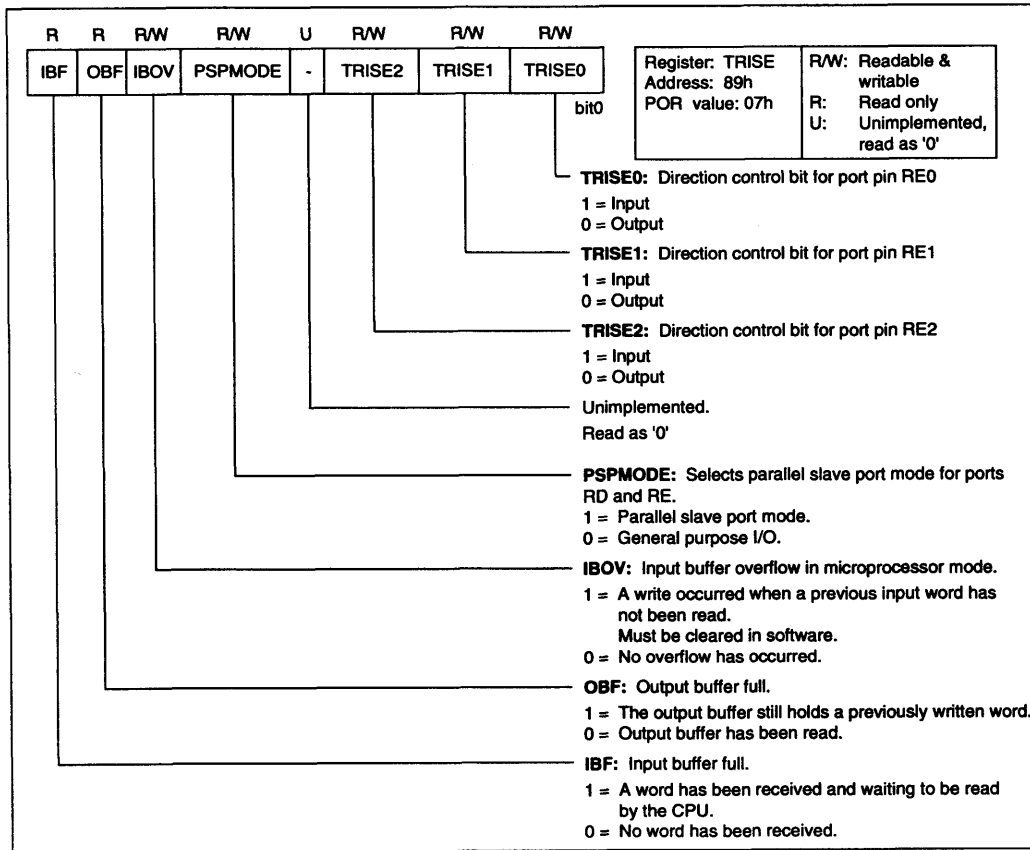 R R R/W R/W U R/W R/W R/W
IBF OBF IBOV PSPMODE - TRISE2 TRISE1 TRISE0
bit0
Register: TRISE
Address: 89h
POR value: 07h
R/W: Readable &
writable
R: Read only
U: Unimplemented,
read as '0'
TRISE0: Direction control bit for port pin RE0
1 = Input
0 = Output
TRISE1: Direction control bit for port pin RE1
1 = Input
0 = Output
TRISE2: Direction control bit for port pin RE2
1 = Input
0 = Output
Unimplemented.
Read as '0'
PSPMODE: Selects parallel slave port mode for ports
RD and RE.
1 = Parallel slave port mode.
0 = General purpose I/O.
IBOV: Input buffer overflow in microprocessor mode.
1 = A write occurred when a previous input word has
not been read.
Must be cleared in software.
0 = No overflow has occurred.
OBF: Output buffer full.
1 = The output buffer still holds a previously written word.
0 = Output buffer has been read.
IBF: Input buffer full.
1 = A word has been received and waiting to be read
by the CPU.
0 = No word has been received.